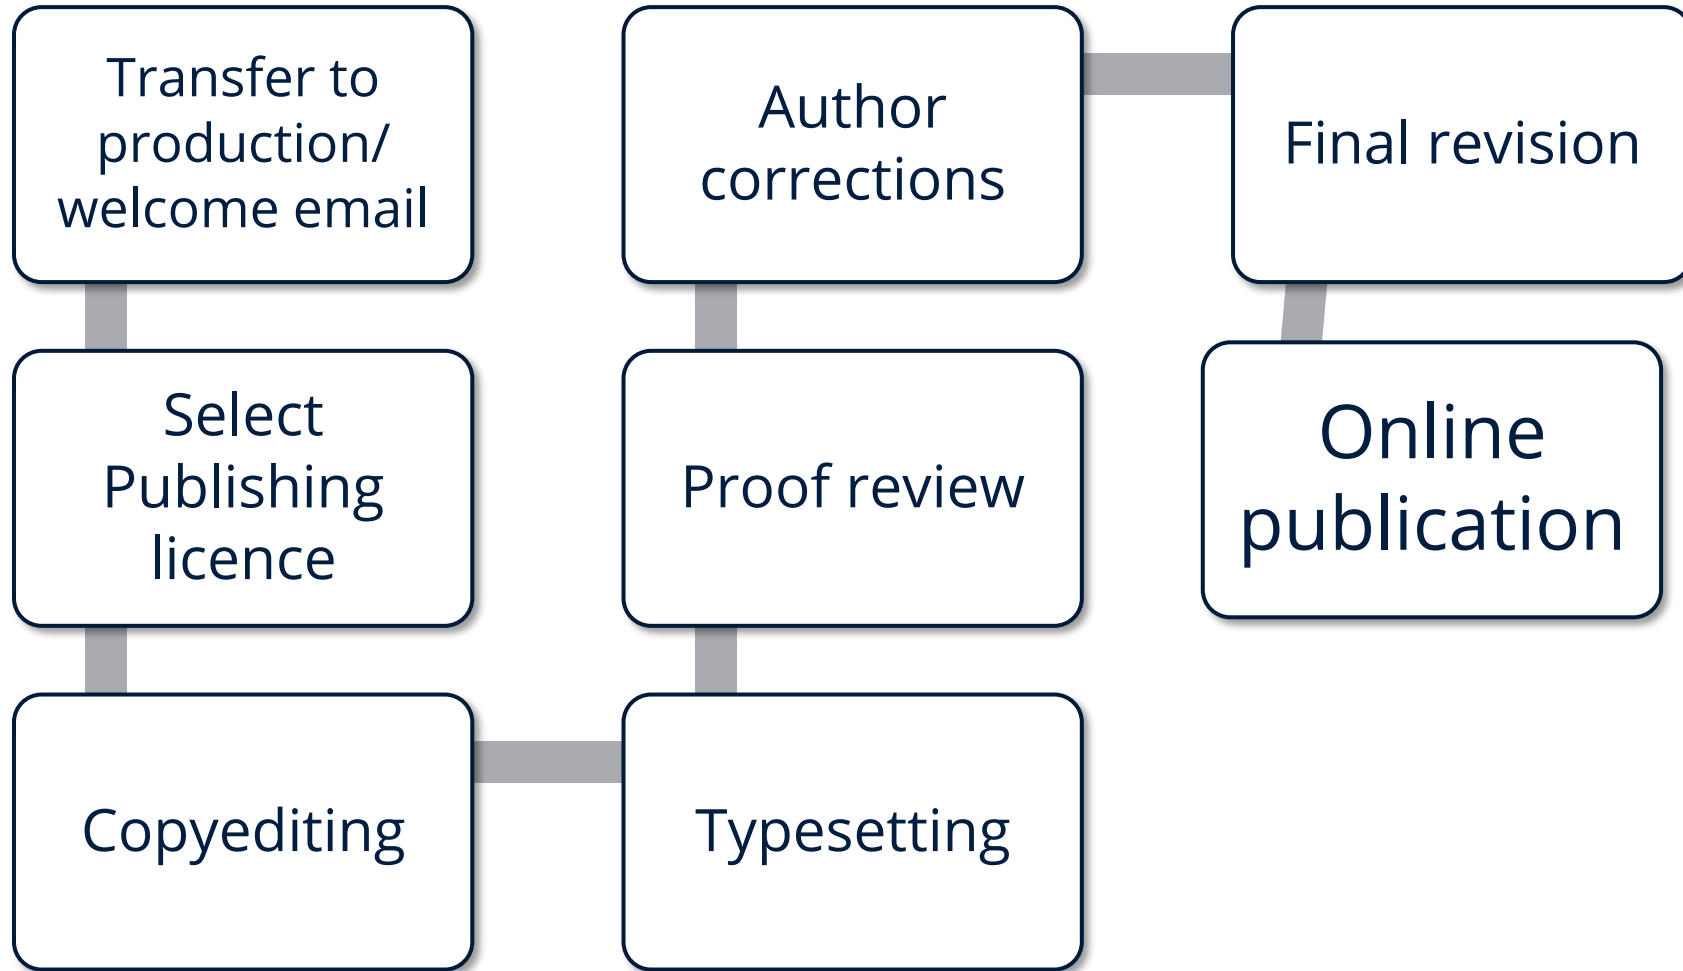 Transfer to
production/
welcome email
Select
Publishing
licence
Copyediting
Typesetting
Proof review
Author
corrections
Final revision
Online
publication